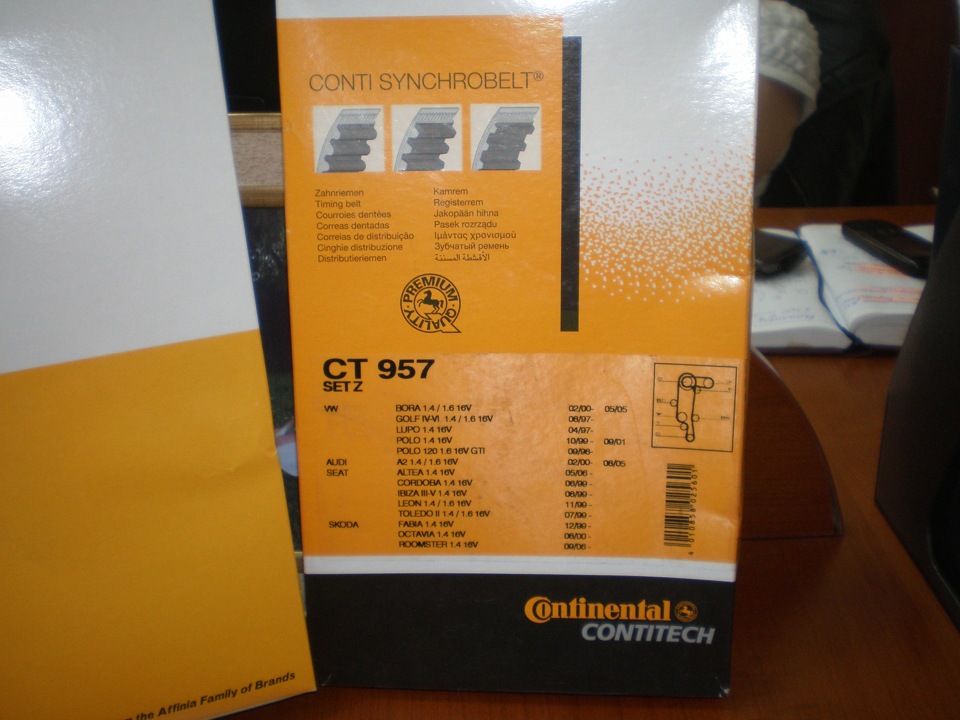 CONTI SYNCHROBELT®
Zahnriemen
Timing belt
Courroies dentées
Correas dentadas
Correias de distribuição
Cinghie distribuzione
Distributieriemen
Kamrem
Registerrem
Jakopään hihna
Pasek rozrządu
Ιμάντας χρονισμού
Зубчатый ремень
الأقشطة المسننة
PREMIUM QUALITY
CT 957
SET Z
VW BORA 1.4 / 1.6 16V 02/00- 05/05
GOLF IV-VI 1.4 / 1.6 16V 06/97-
LUPO 1.4 16V 04/97-
POLO 1.4 16V 10/99 - 09/01
POLO 120 1.6 16V GTI 09/96-
AUDI A2 1.4 / 1.6 16V 02/00- 06/05
SEAT ALTEA 1.4 16V 05/06 -
CORDOBA 1.4 16V 06/99 -
IBIZA III-V 1.4 16V 08/99 -
LEON 1.4 / 1.6 16V 11/99 -
TOLEDO II 1.4 / 1.6 16V 07/99 -
SKODA FABIA 1.4 16V 12/99 -
OCTAVIA 1.4 16V 08/00 -
ROOMSTER 1.4 16V 09/06 -
4 010858 025601
Continental
CONTITECH
the Affinia Family of Brands